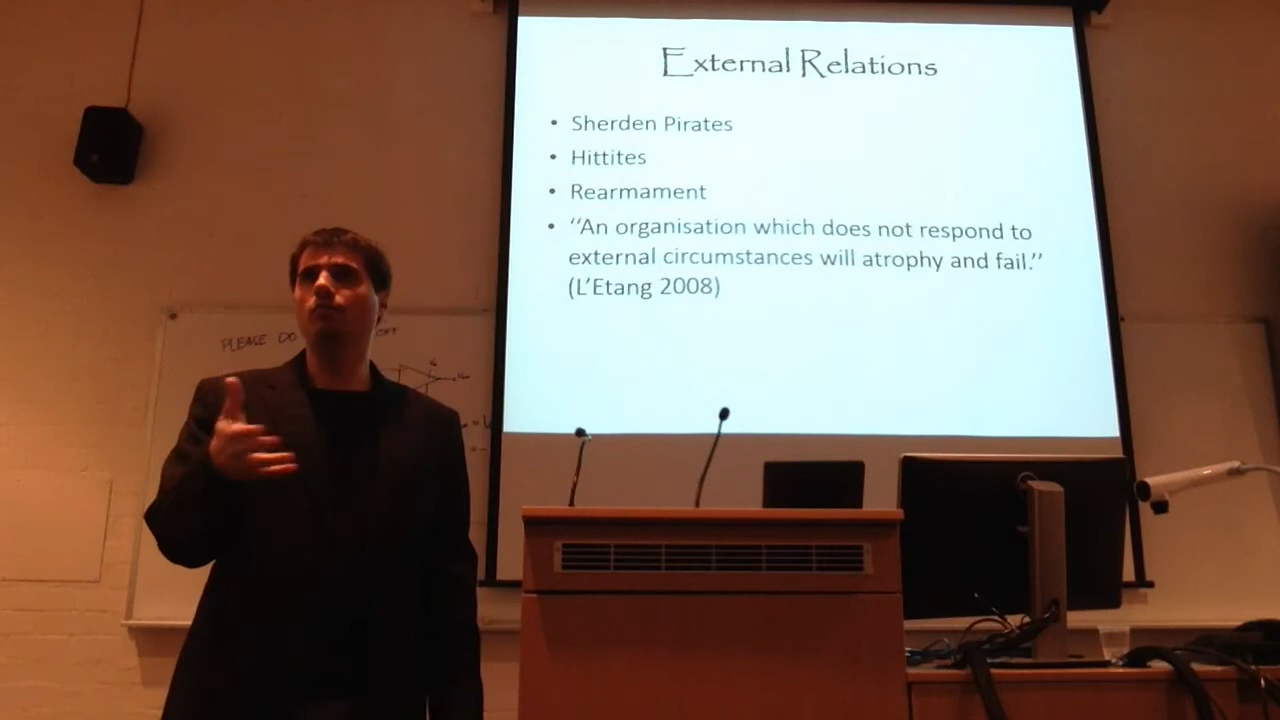 External Relations
• Sherden Pirates
• Hittites
• Rearmament
• “An organisation which does not respond to
external circumstances will atrophy and fail.”
(L’Etang 2008)
PLEASE DO OFF